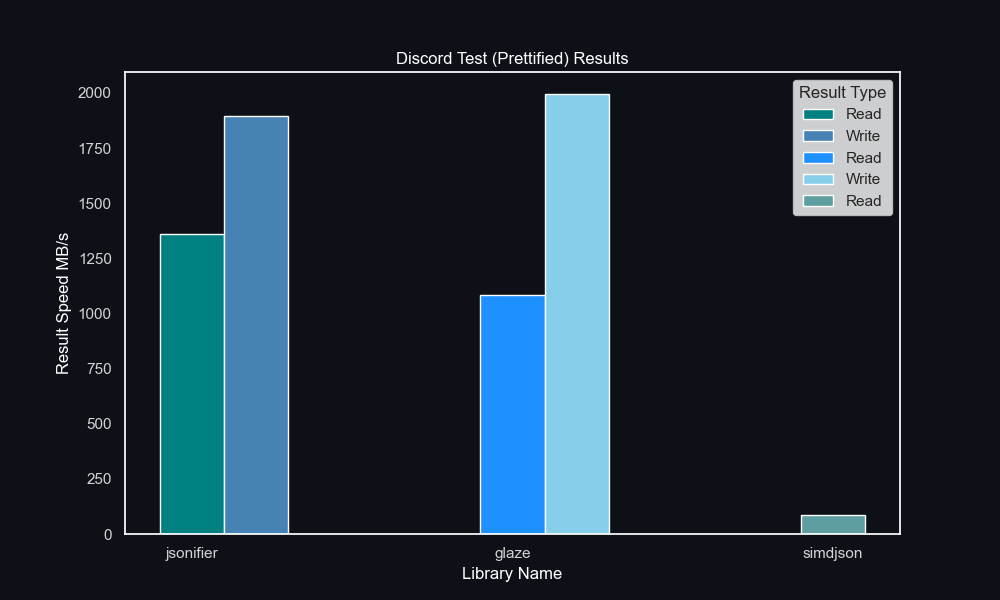 Discord Test (Prettified) Results
Result Speed MB/s
2000
1750
1500
1250
1000
750
500
250
0
Result Type
Read
Write
Read
Write
Read
jsonifier
glaze
simdjson
Library Name